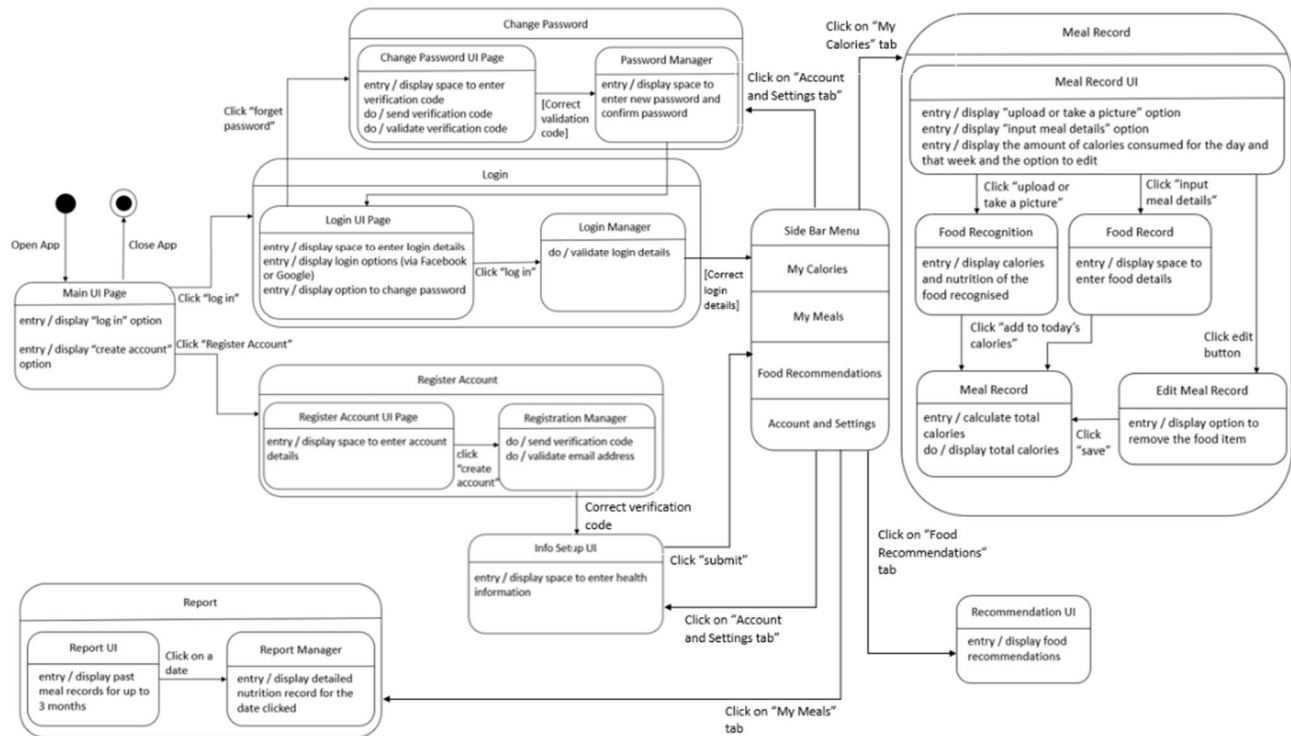 Change Password
Change Password UI Page
entry / display space to enter
verification code
do / send verification code
do / validate verification code
[Correct
validation
code]
Password Manager
entry / display space to
enter new password and
confirm password
Click "forget
password"
Click on "Account
and Settings tab"
Click on "My
Calories" tab
Login
Login UI Page
entry / display space to enter login details
entry / display login options (via Facebook
or Google)
entry / display option to change password
Click "log in"
Login Manager
do / validate login details
[Correct
login
details]
Open App
Close App
Main UI Page
entry / display "log in" option
entry / display "create account"
option
Click "log in"
Click "Register Account"
Register Account
Register Account UI Page
entry / display space to enter account
details
click
"create
account"
Registration Manager
do / send verification code
do / validate email address
Correct verification
code
Info Setup UI
entry / display space to enter health
information
Click "submit"
Click on "Account
and Settings tab"
Side Bar Menu
My Calories
My Meals
Food Recommendations
Account and Settings
Meal Record
Meal Record UI
entry / display "upload or take a picture" option
entry / display "input meal details" option
entry / display the amount of calories consumed for the day and
that week and the option to edit
Click "upload or
take a picture"
Click "input
meal details"
Food Recognition
entry / display calories
and nutrition of the
food recognised
Food Record
entry / display space to
enter food details
Click "add to today's
calories"
Click edit
button
Meal Record
entry / calculate total
calories
do / display total calories
Click
"save"
Edit Meal Record
entry / display option to
remove the food item
Click on "Food
Recommendations"
tab
Recommendation UI
entry / display food
recommendations
Report
Report UI
entry / display past
meal records for up to
3 months
Click on a
date
Report Manager
entry / display detailed
nutrition record for the
date clicked
Click on "My Meals"
tab